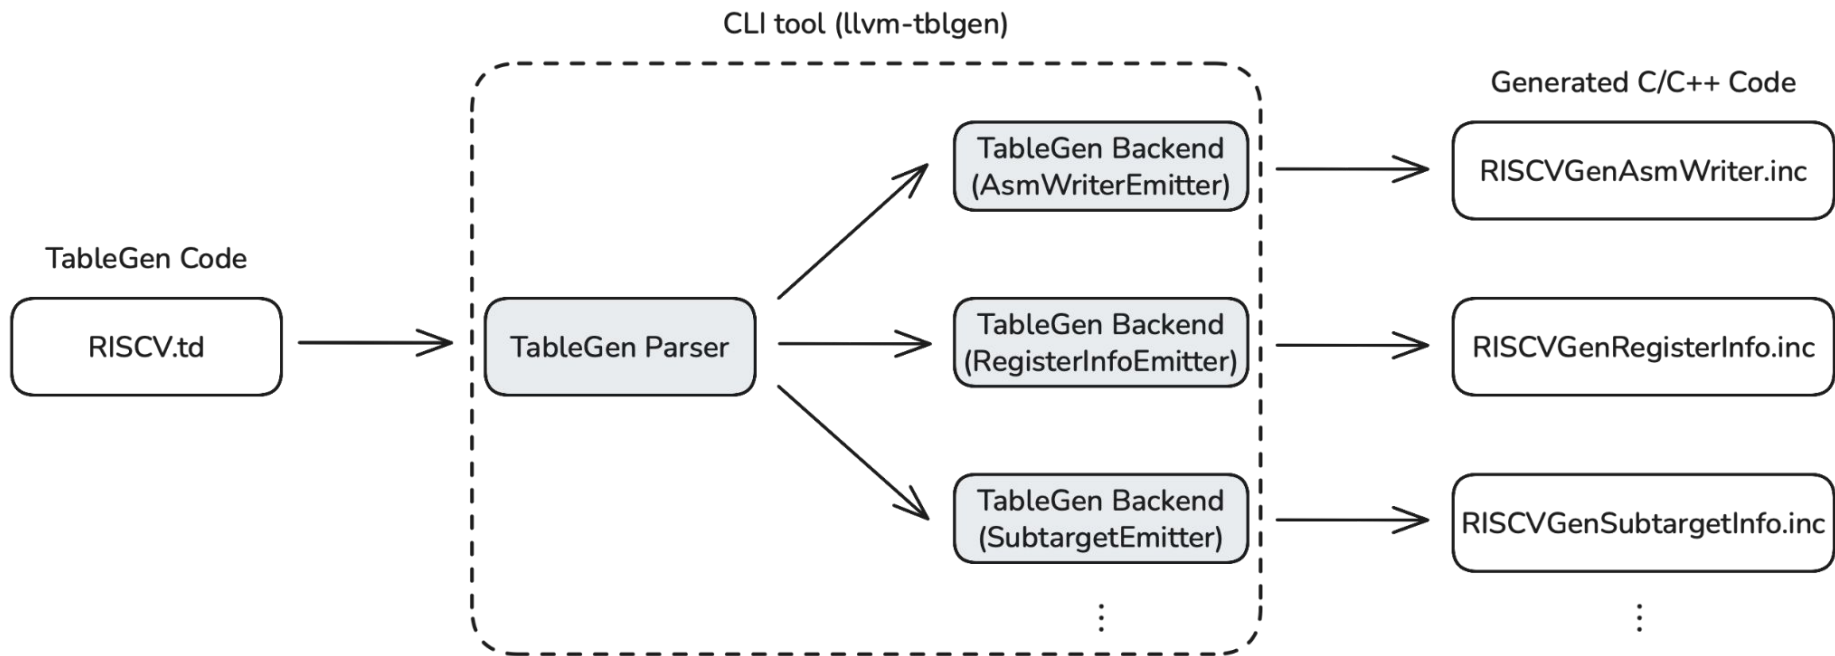 CLI tool (llvm-tblgen)
Generated C/C++ Code
TableGen Backend
(AsmWriterEmitter)
RISCVGenAsmWriter.inc
TableGen Code
RISCV.td
TableGen Parser
TableGen Backend
(RegisterInfoEmitter)
RISCVGenRegisterInfo.inc
TableGen Backend
(SubtargetEmitter)
RISCVGenSubtargetInfo.inc